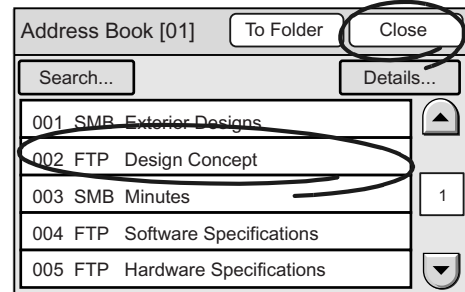 Address Book [01] To Folder Close
Search... Details...
001 SMB Exterior Designs
002 FTP Design Concept
003 SMB Minutes
1
004 FTP Software Specifications
005 FTP Hardware Specifications